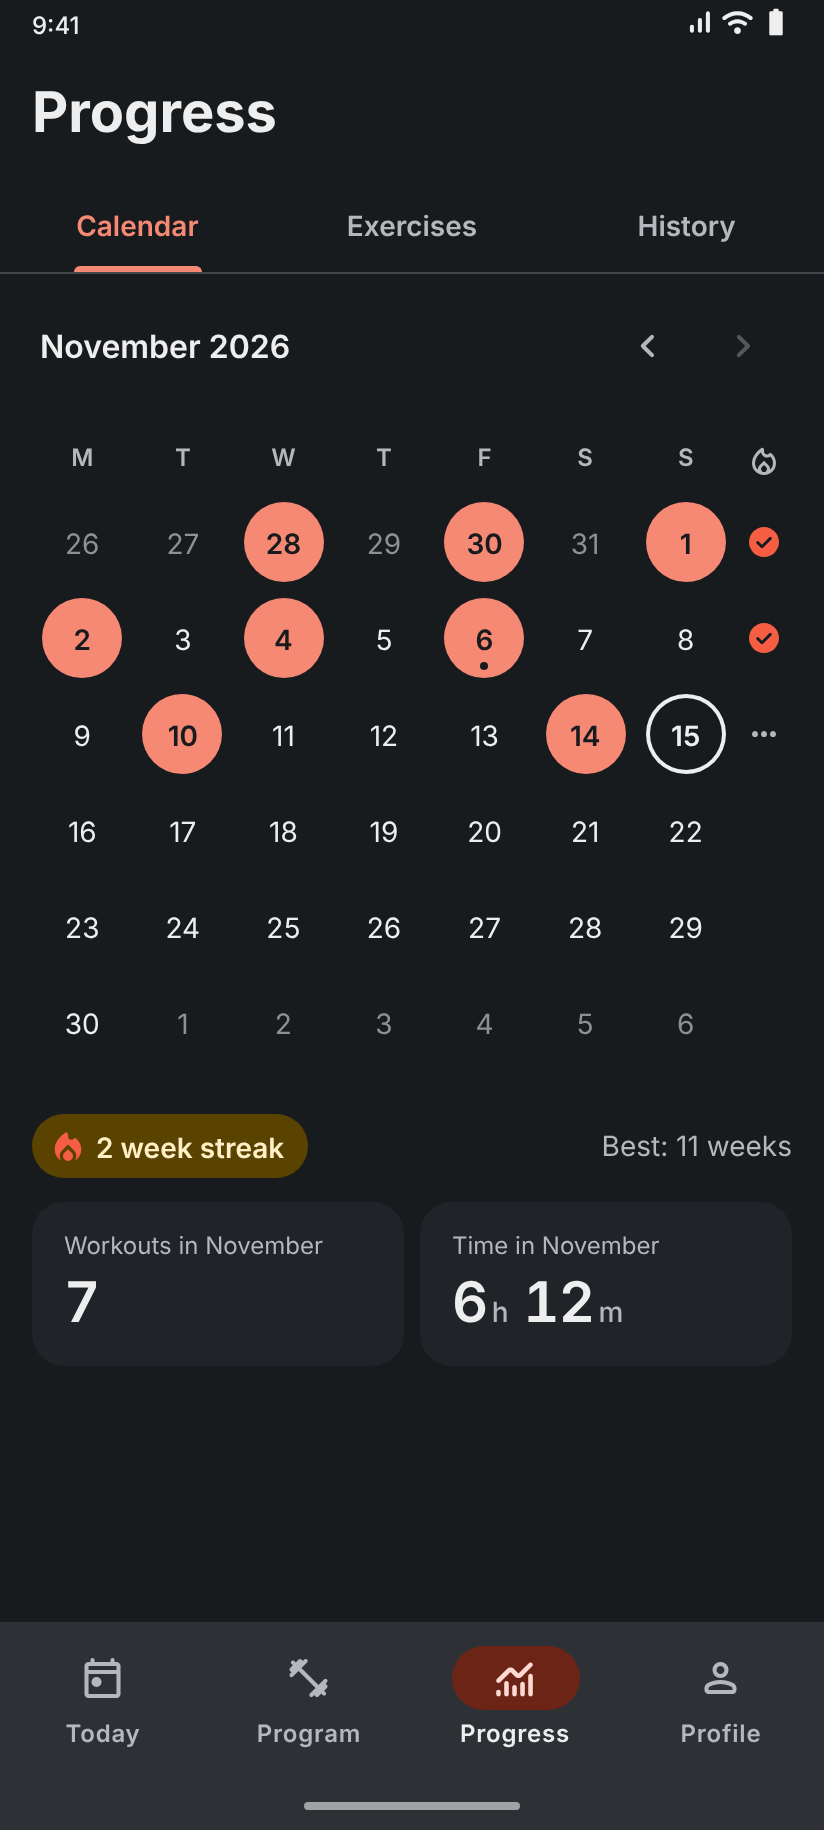 9:41
Progress
Calendar Exercises History
November 2026
M T W T F S S
26 27 28 29 30 31 1
2 3 4 5 6 7 8
9 10 11 12 13 14 15
16 17 18 19 20 21 22
23 24 25 26 27 28 29
30 1 2 3 4 5 6
2 week streak Best: 11 weeks
Workouts in November Time in November
7 6h 12m
Today Program Progress Profile